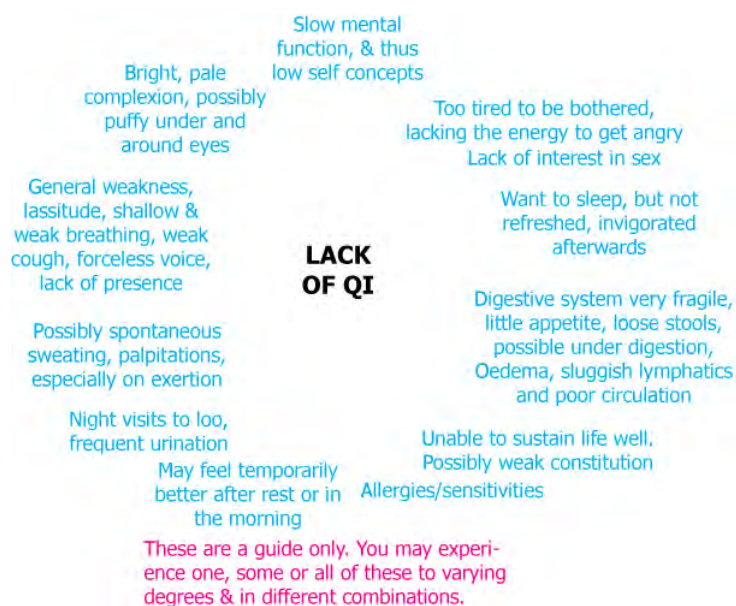 Slow mental
function, & thus
low self concepts
Bright, pale
complexion, possibly
puffy under and
around eyes
Too tired to be bothered,
lacking the energy to get angry
Lack of interest in sex
General weakness,
lassitude, shallow &
weak breathing, weak
cough, forceless voice,
lack of presence
Want to sleep, but not
refreshed, invigorated
afterwards
LACK
OF QI
Digestive system very fragile,
little appetite, loose stools,
possible under digestion,
Oedema, sluggish lymphatics
and poor circulation
Possibly spontaneous
sweating, palpitations,
especially on exertion
Night visits to loo,
frequent urination
Unable to sustain life well.
Possibly weak constitution
May feel temporarily
better after rest or in
the morning
Allergies/sensitivities
These are a guide only. You may experi-
ence one, some or all of these to varying
degrees & in different combinations.